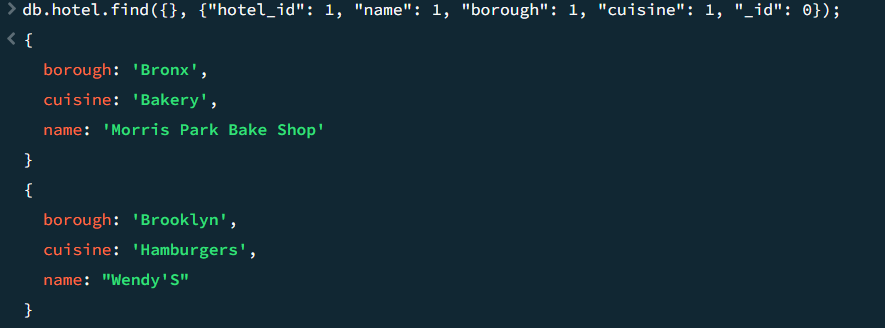 > db.hotel.find({}, {"hotel_id": 1, "name": 1, "borough": 1, "cuisine": 1, "_id": 0});
< {
borough: 'Bronx',
cuisine: 'Bakery',
name: 'Morris Park Bake Shop'
}
{
borough: 'Brooklyn',
cuisine: 'Hamburgers',
name: "Wendy'S"
}